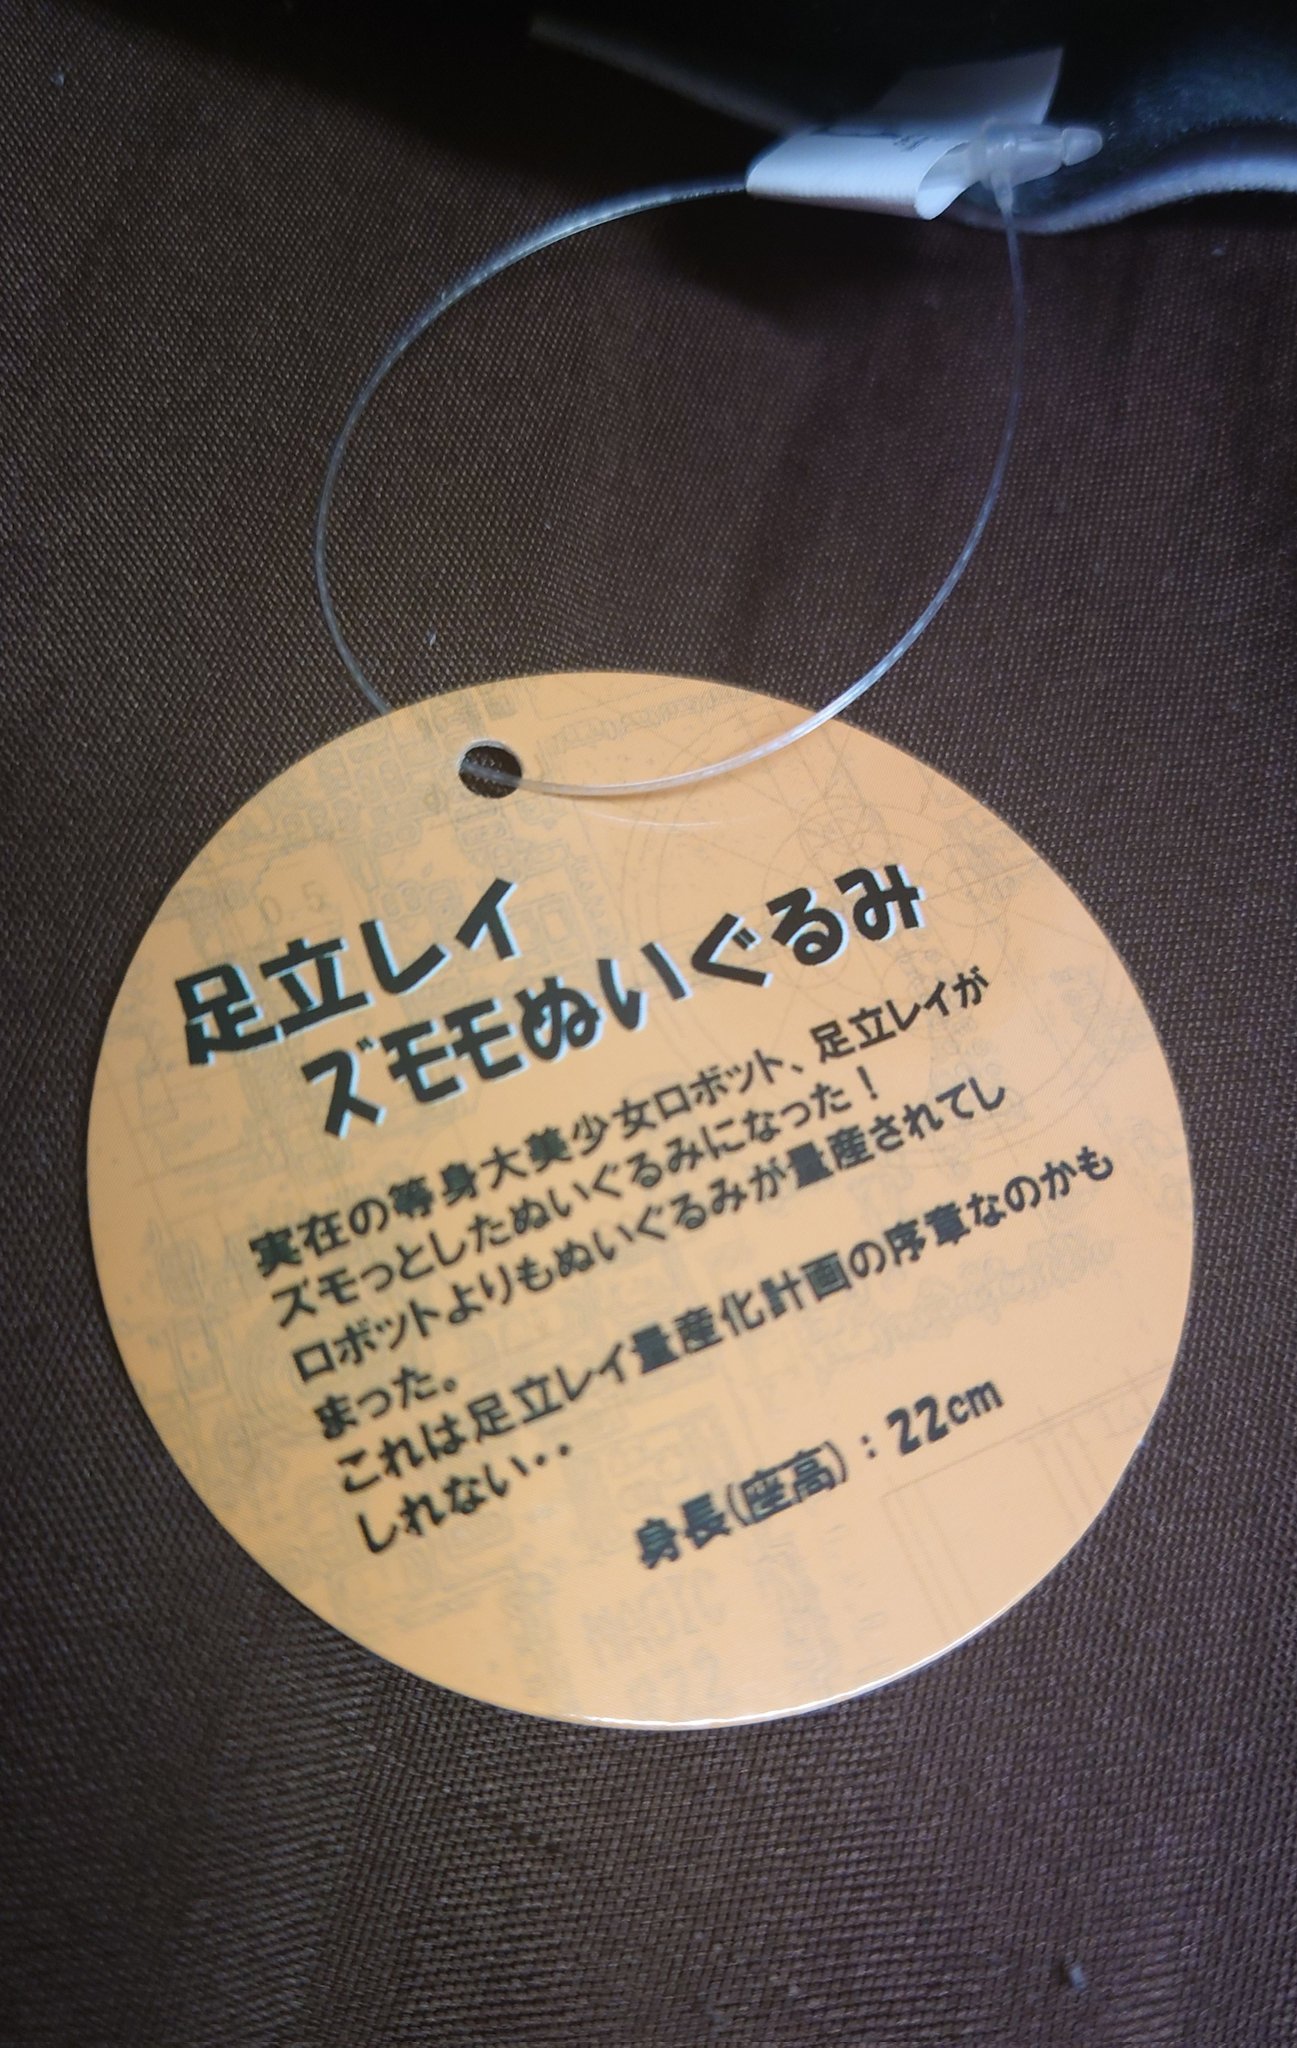 足立レイ
ズモモぬいぐるみ
実在の等身大美少女ロボット、足立レイが
ズモっとしたぬいぐるみになった！
ロボットよりもぬいぐるみが量産されてし
まった。
これは足立レイ量産化計画の序章なのかも
しれない・・
身長(座高)：22cm